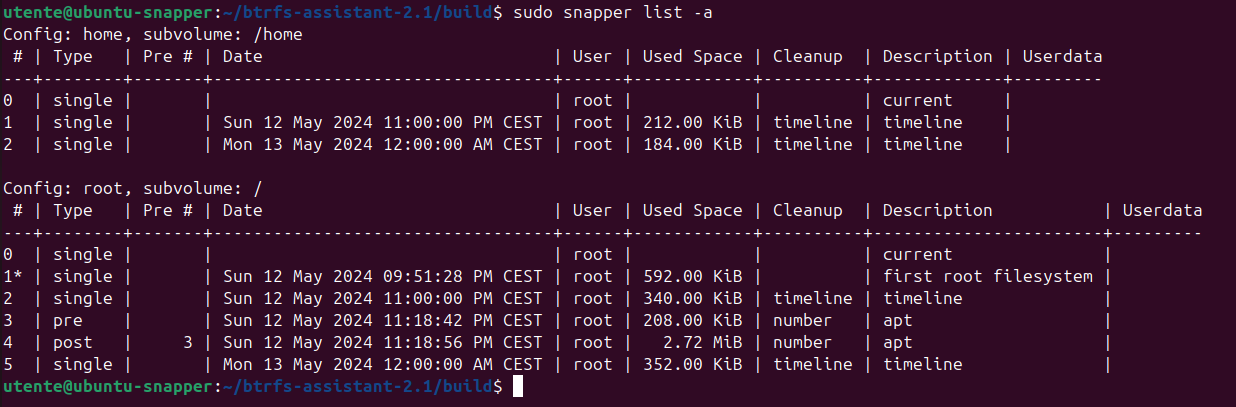 utente@ubuntu-snapper:~/btrfs-assistant-2.1/build$ sudo snapper list -a
Config: home, subvolume: /home
 # | Type   | Pre # | Date                              | User | Used Space | Cleanup  | Description | Userdata
---+--------+-------+-----------------------------------+------+------------+----------+-------------+---------
0  | single |       |                                   | root |            |          | current     |
1  | single |       | Sun 12 May 2024 11:00:00 PM CEST | root | 212.00 KiB | timeline | timeline    |
2  | single |       | Mon 13 May 2024 12:00:00 AM CEST | root | 184.00 KiB | timeline | timeline    |

Config: root, subvolume: /
 # | Type   | Pre # | Date                              | User | Used Space | Cleanup  | Description           | Userdata
---+--------+-------+-----------------------------------+------+------------+----------+-----------------------+---------
0  | single |       |                                   | root |            |          | current               |
1* | single |       | Sun 12 May 2024 09:51:28 PM CEST | root | 592.00 KiB |          | first root filesystem |
2  | single |       | Sun 12 May 2024 11:00:00 PM CEST | root | 340.00 KiB | timeline | timeline              |
3  | pre    |       | Sun 12 May 2024 11:18:42 PM CEST | root | 208.00 KiB | number   | apt                   |
4  | post   |     3 | Sun 12 May 2024 11:18:56 PM CEST | root |   2.72 MiB | number   | apt                   |
5  | single |       | Mon 13 May 2024 12:00:00 AM CEST | root | 352.00 KiB | timeline | timeline              |
utente@ubuntu-snapper:~/btrfs-assistant-2.1/build$